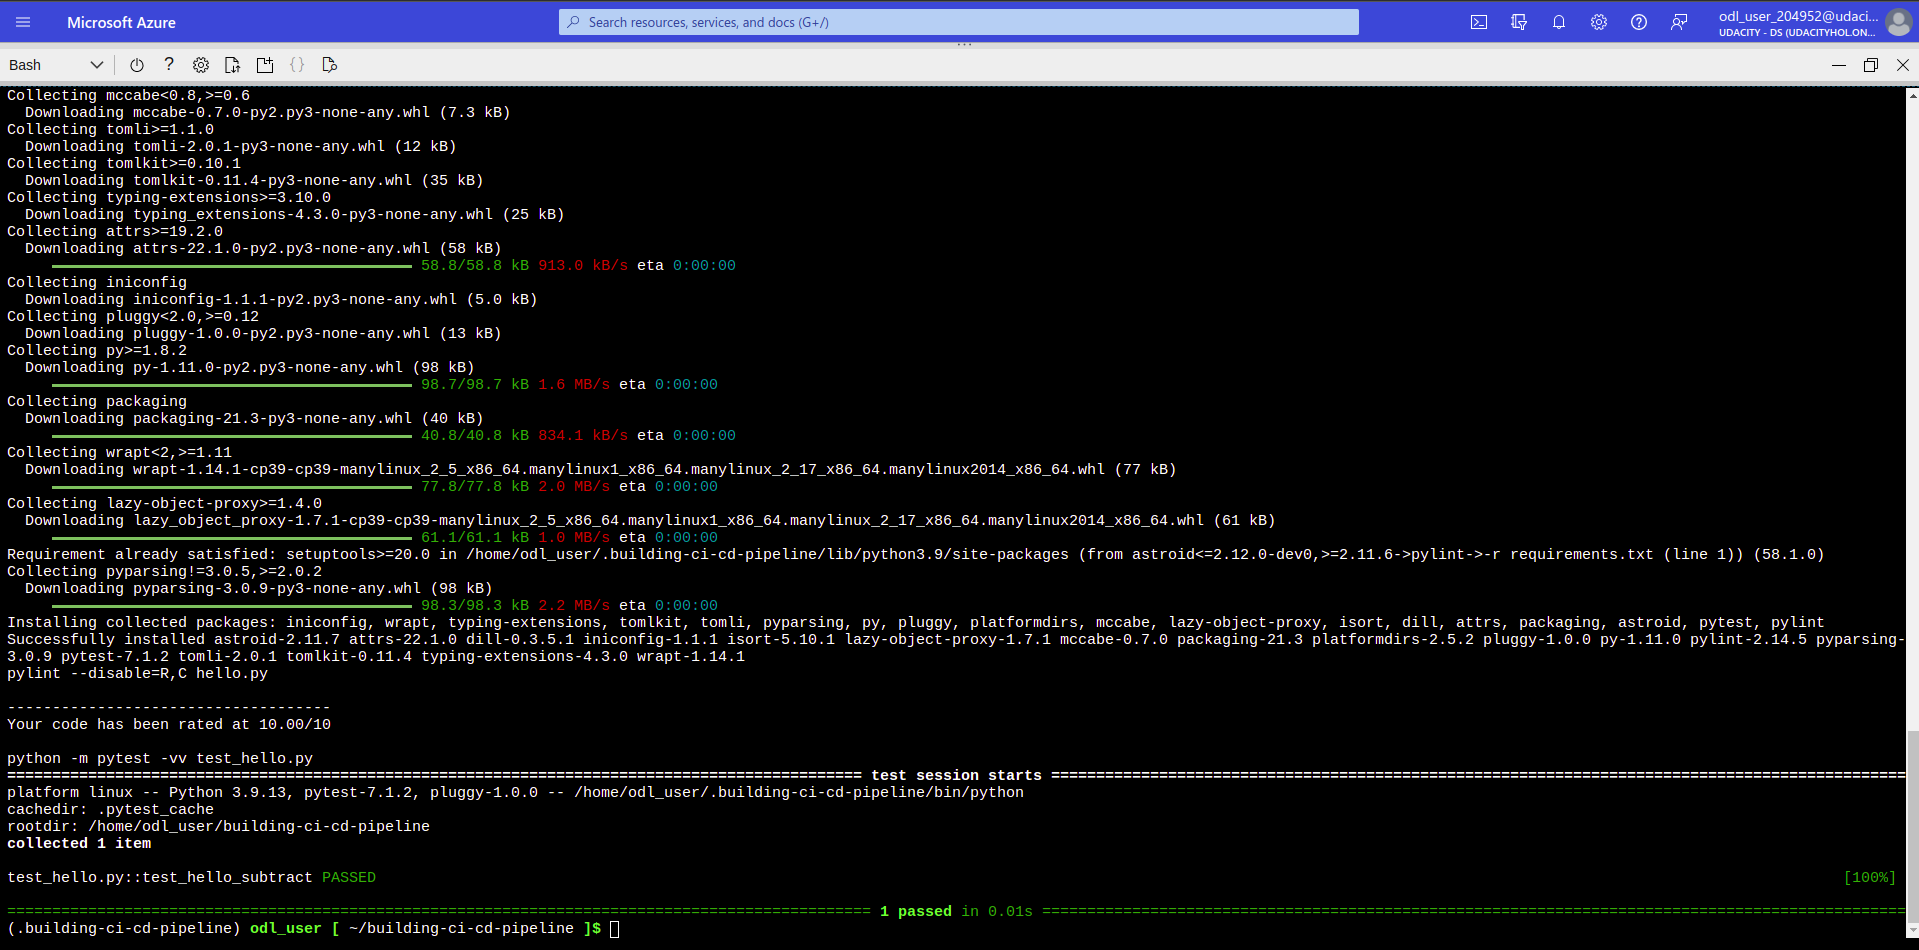 Microsoft Azure
Search resources, services, and docs (G+/)
odl_user_204952@udaci...
UDACITY - DS (UDACITYHOL.ON...
Bash
Collecting mccabe<0.8,>=0.6
  Downloading mccabe-0.7.0-py2.py3-none-any.whl (7.3 kB)
Collecting tomli>=1.1.0
  Downloading tomli-2.0.1-py3-none-any.whl (12 kB)
Collecting tomlkit>=0.10.1
  Downloading tomlkit-0.11.4-py3-none-any.whl (35 kB)
Collecting typing-extensions>=3.10.0
  Downloading typing_extensions-4.3.0-py3-none-any.whl (25 kB)
Collecting attrs>=19.2.0
  Downloading attrs-22.1.0-py2.py3-none-any.whl (58 kB)
58.8/58.8 kB 913.0 kB/s eta 0:00:00
Collecting iniconfig
  Downloading iniconfig-1.1.1-py2.py3-none-any.whl (5.0 kB)
Collecting pluggy<2.0,>=0.12
  Downloading pluggy-1.0.0-py2.py3-none-any.whl (13 kB)
Collecting py>=1.8.2
  Downloading py-1.11.0-py2.py3-none-any.whl (98 kB)
98.7/98.7 kB 1.6 MB/s eta 0:00:00
Collecting packaging
  Downloading packaging-21.3-py3-none-any.whl (40 kB)
40.8/40.8 kB 834.1 kB/s eta 0:00:00
Collecting wrapt<2,>=1.11
  Downloading wrapt-1.14.1-cp39-cp39-manylinux_2_5_x86_64.manylinux1_x86_64.manylinux_2_17_x86_64.manylinux2014_x86_64.whl (77 kB)
77.8/77.8 kB 2.0 MB/s eta 0:00:00
Collecting lazy-object-proxy>=1.4.0
  Downloading lazy_object_proxy-1.7.1-cp39-cp39-manylinux_2_5_x86_64.manylinux1_x86_64.manylinux_2_17_x86_64.manylinux2014_x86_64.whl (61 kB)
61.1/61.1 kB 1.0 MB/s eta 0:00:00
Requirement already satisfied: setuptools>=20.0 in /home/odl_user/.building-ci-cd-pipeline/lib/python3.9/site-packages (from astroid<=2.12.0-dev0,>=2.11.6->pylint->-r requirements.txt (line 1)) (58.1.0)
Collecting pyparsing!=3.0.5,>=2.0.2
  Downloading pyparsing-3.0.9-py3-none-any.whl (98 kB)
98.3/98.3 kB 2.2 MB/s eta 0:00:00
Installing collected packages: iniconfig, wrapt, typing-extensions, tomlkit, tomli, pyparsing, py, pluggy, platformdirs, mccabe, lazy-object-proxy, isort, dill, attrs, packaging, astroid, pytest, pylint
Successfully installed astroid-2.11.7 attrs-22.1.0 dill-0.3.5.1 iniconfig-1.1.1 isort-5.10.1 lazy-object-proxy-1.7.1 mccabe-0.7.0 packaging-21.3 platformdirs-2.5.2 pluggy-1.0.0 py-1.11.0 pylint-2.14.5 pyparsing-
3.0.9 pytest-7.1.2 tomli-2.0.1 tomlkit-0.11.4 typing-extensions-4.3.0 wrapt-1.14.1
pylint --disable=R,C hello.py
------------------------------------
Your code has been rated at 10.00/10
python -m pytest -vv test_hello.py
=============================================================================================== test session starts ===============================================================================================
platform linux -- Python 3.9.13, pytest-7.1.2, pluggy-1.0.0 -- /home/odl_user/.building-ci-cd-pipeline/bin/python
cachedir: .pytest_cache
rootdir: /home/odl_user/building-ci-cd-pipeline
collected 1 item
test_hello.py::test_hello_subtract PASSED [100%]
================================================================================================ 1 passed in 0.01s ================================================================================================
(.building-ci-cd-pipeline) odl_user [ ~/building-ci-cd-pipeline ]$